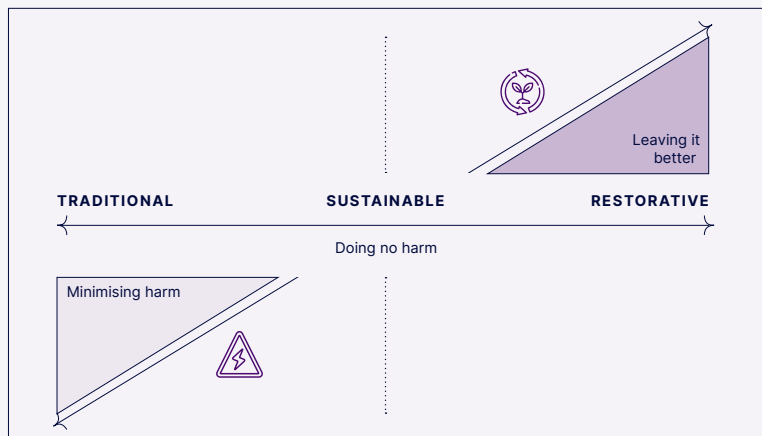 Leaving it
better
TRADITIONAL SUSTAINABLE RESTORATIVE
Doing no harm
Minimising harm